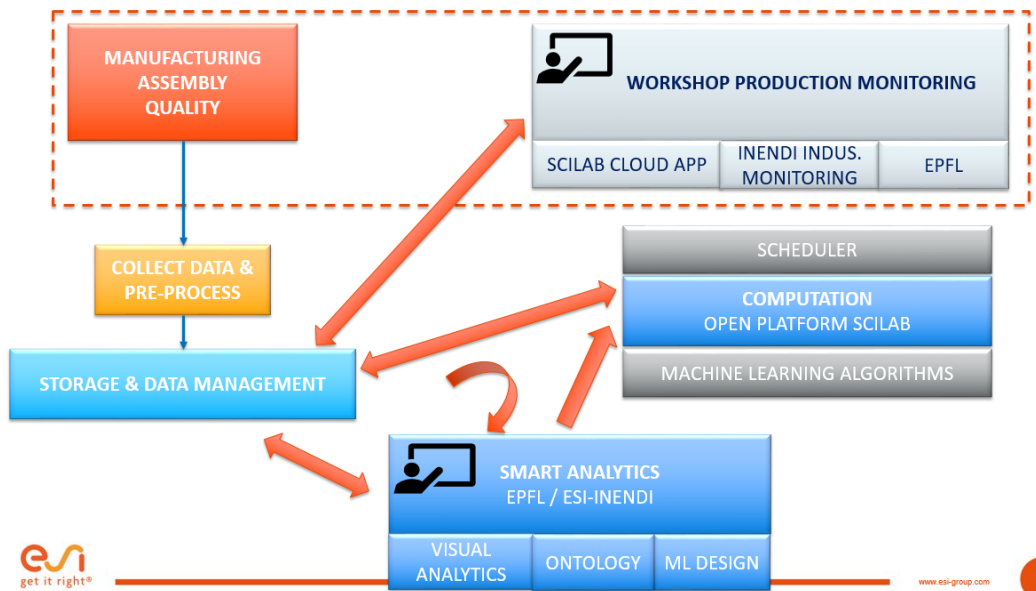 MANUFACTURING
ASSEMBLY
QUALITY
WORKSHOP PRODUCTION MONITORING
SCILAB CLOUD APP
INENDI INDUS.
MONITORING
EPFL
COLLECT DATA &
PRE-PROCESS
SCHEDULER
COMPUTATION
OPEN PLATFORM SCILAB
MACHINE LEARNING ALGORITHMS
STORAGE & DATA MANAGEMENT
SMART ANALYTICS
EPFL / ESI-INENDI
VISUAL
ANALYTICS
ONTOLOGY
ML DESIGN
esi
get it right®
www.esi-group.com